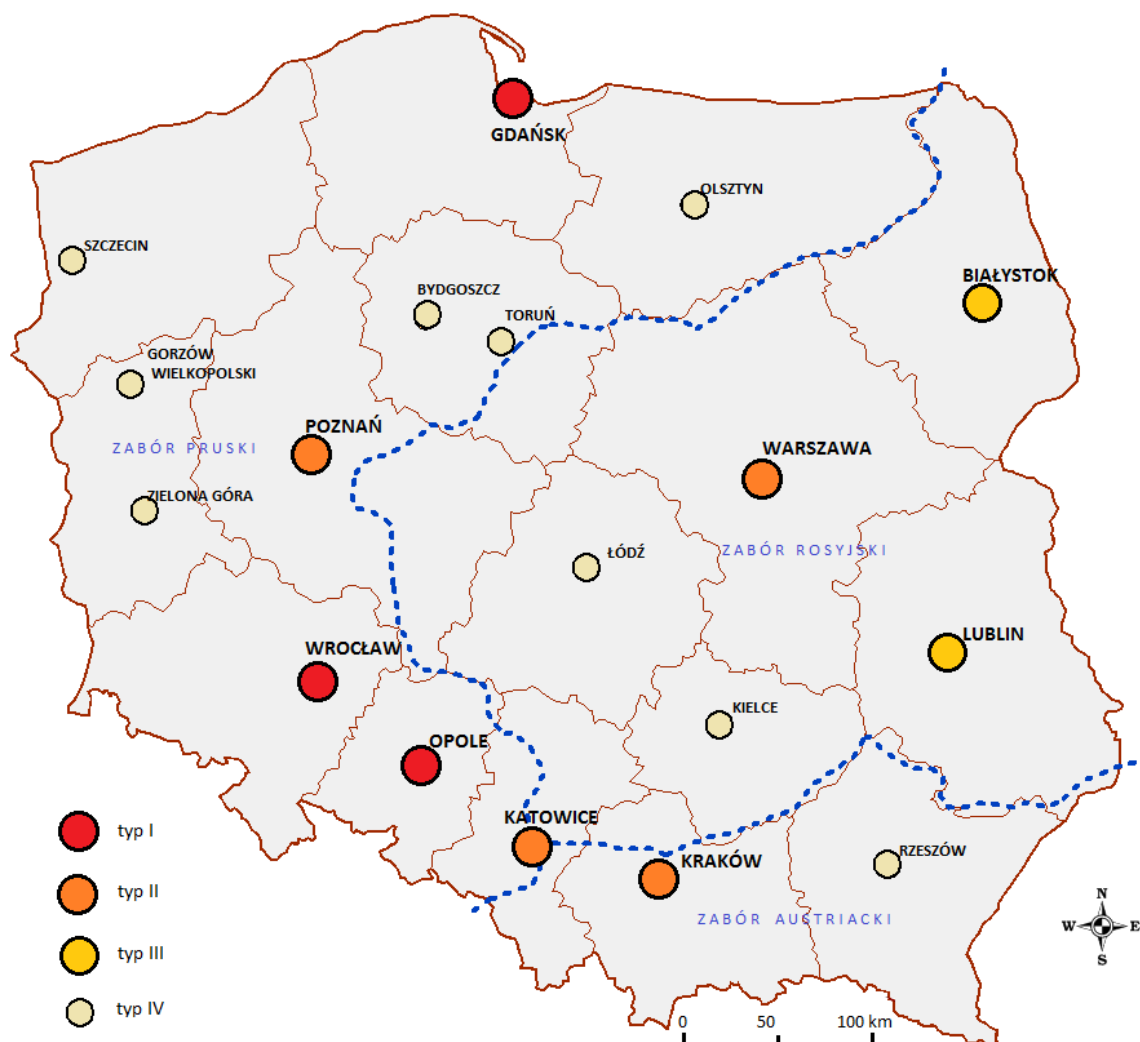 GDAŃSK
OLSZTYN
SZCZECIN
BIAŁYSTOK
BYDGOSZCZ
TORUŃ
GORZÓW
WIELKOPOLSKI
POZNAŃ
ZABÓR PRUSKI
WARSZAWA
ZIELONA GÓRA
ŁÓDŹ
ZABÓR ROSYJSKI
WROCŁAW
LUBLIN
KIELCE
OPOLE
KATOWICE
KRAKÓW
RZESZÓW
ZABÓR AUSTRIACKI
typ I
typ II
typ III
typ IV
N
W E
S
0 50 100 km